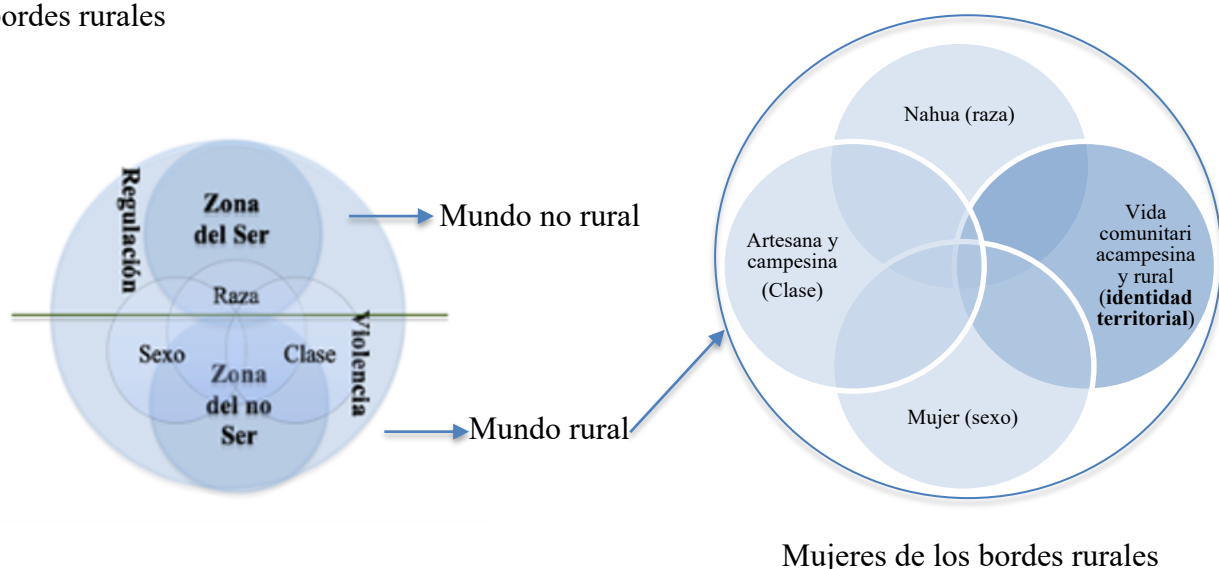 bordes rurales
Regulación
Zona
del Ser
Raza
Sexo
Clase
Violencia
Zona
del no
Ser
Mundo no rural
Mundo rural
Nahua (raza)
Artesana y
campesina
(Clase)
Vida
comunitari
acampesina
y rural
(identidad
territorial)
Mujer (sexo)
Mujeres de los bordes rurales